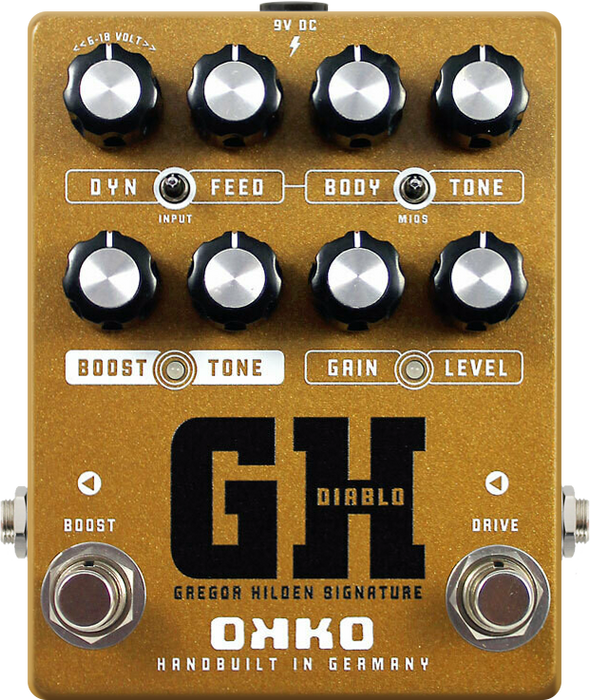 9V DC
<<6-18 VOLT>>
DYN FEED BODY TONE
INPUT MIDS
BOOST TONE GAIN LEVEL
GH
DIABLO
BOOST DRIVE
GREGOR HILDEN SIGNATURE
OKKO
HANDBUILT IN GERMANY